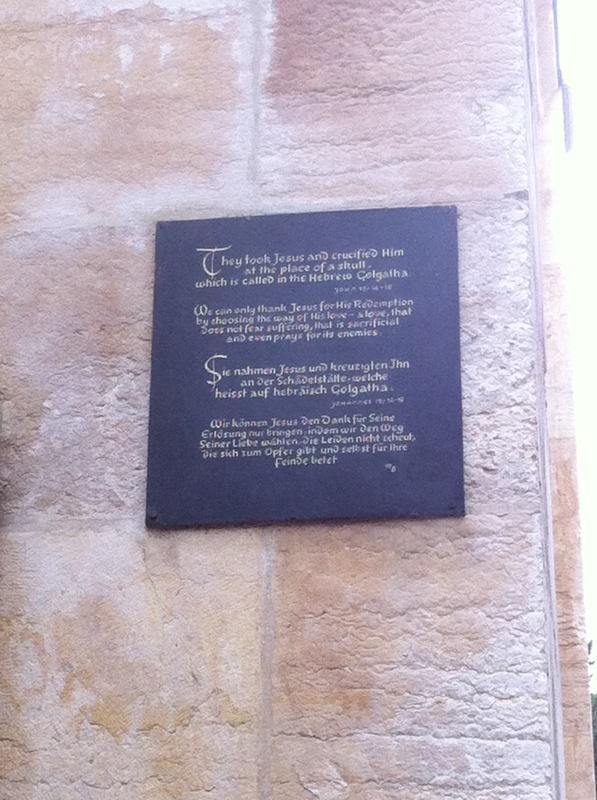 They took Jesus and crucified Him
at the place of a skull,
which is called in the Hebrew Golgatha.
We can only thank Jesus for His Redemption
by choosing the way of His love - a love, that
does not fear suffering, that is sacrificial
and even prays for its enemies.
Sie nahmen Jesus und kreuzigten Ihn
an der Schädelstätte, welche
heisst auf hebräisch Golgatha.
Wir können Jesus den Dank für Seine
Erlösung nur bringen, indem wir den Weg
Seiner Liebe wählen, die Leiden nicht scheut,
die sich zum Opfer gibt und selbst für ihre
Feinde betet